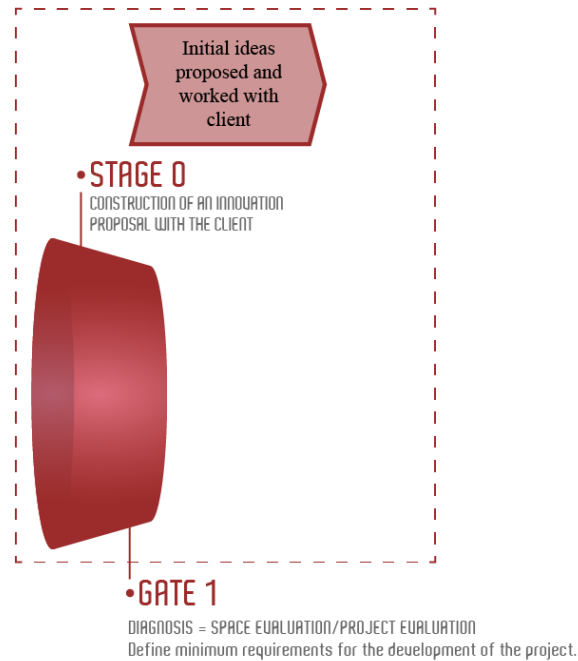 Initial ideas
proposed and
worked with
client
•STAGE 0
CONSTRUCTION OF AN INNOVATION
PROPOSAL WITH THE CLIENT
•GATE 1
DIAGNOSIS = SPACE EVALUATION/PROJECT EVALUATION
Define minimum requirements for the development of the project.